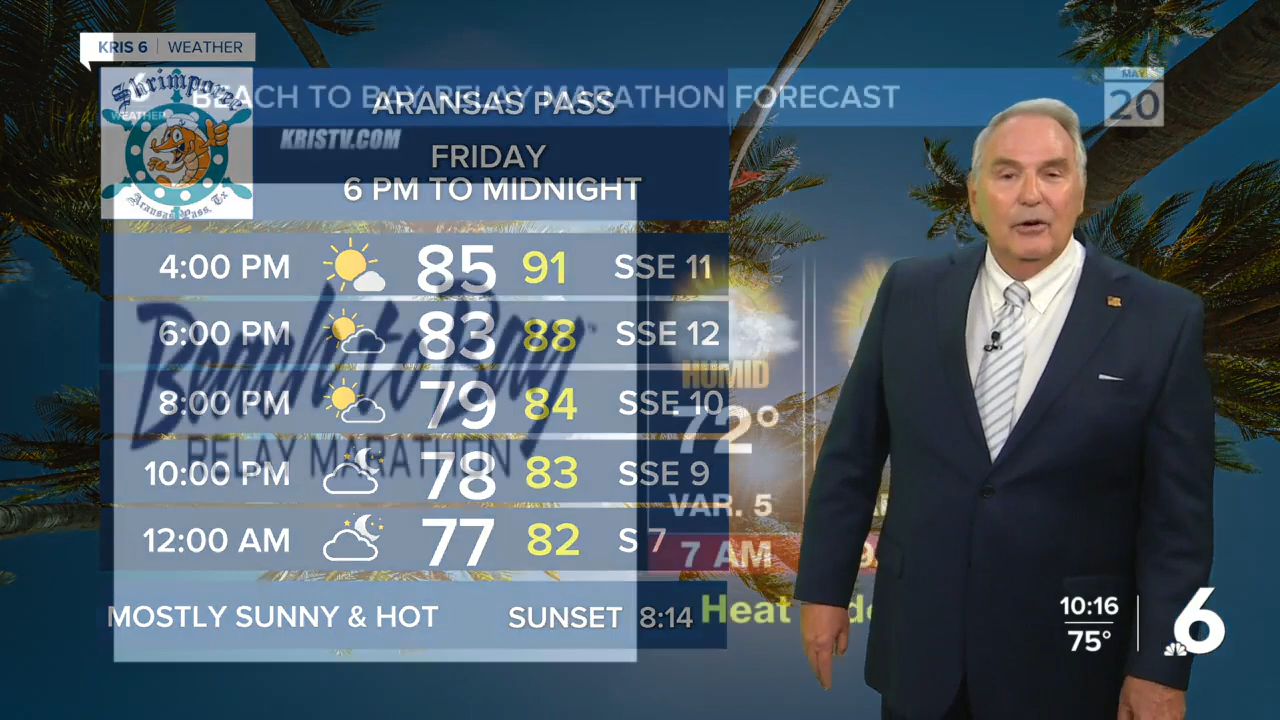 KRIS 6 | WEATHER
Shrimporee
WEATHER
Aransas Pass, Tx
BEACH TO BAY RELAY MARATHON FORECAST
ARANSAS PASS
MAY
20
KRISTV.COM
FRIDAY
6 PM TO MIDNIGHT
4:00 PM 85 91 SSE 11
6:00 PM 83 88 SSE 12
8:00 PM 79 84 SSE 10
10:00 PM 78 83 SSE 9
12:00 AM 77 82 S 7
Beach to Bay
RELAY MARATHON
HUMID
72°
VAR. 5
7 AM
MOSTLY SUNNY & HOT SUNSET 8:14
Heat
10:16
75°
6